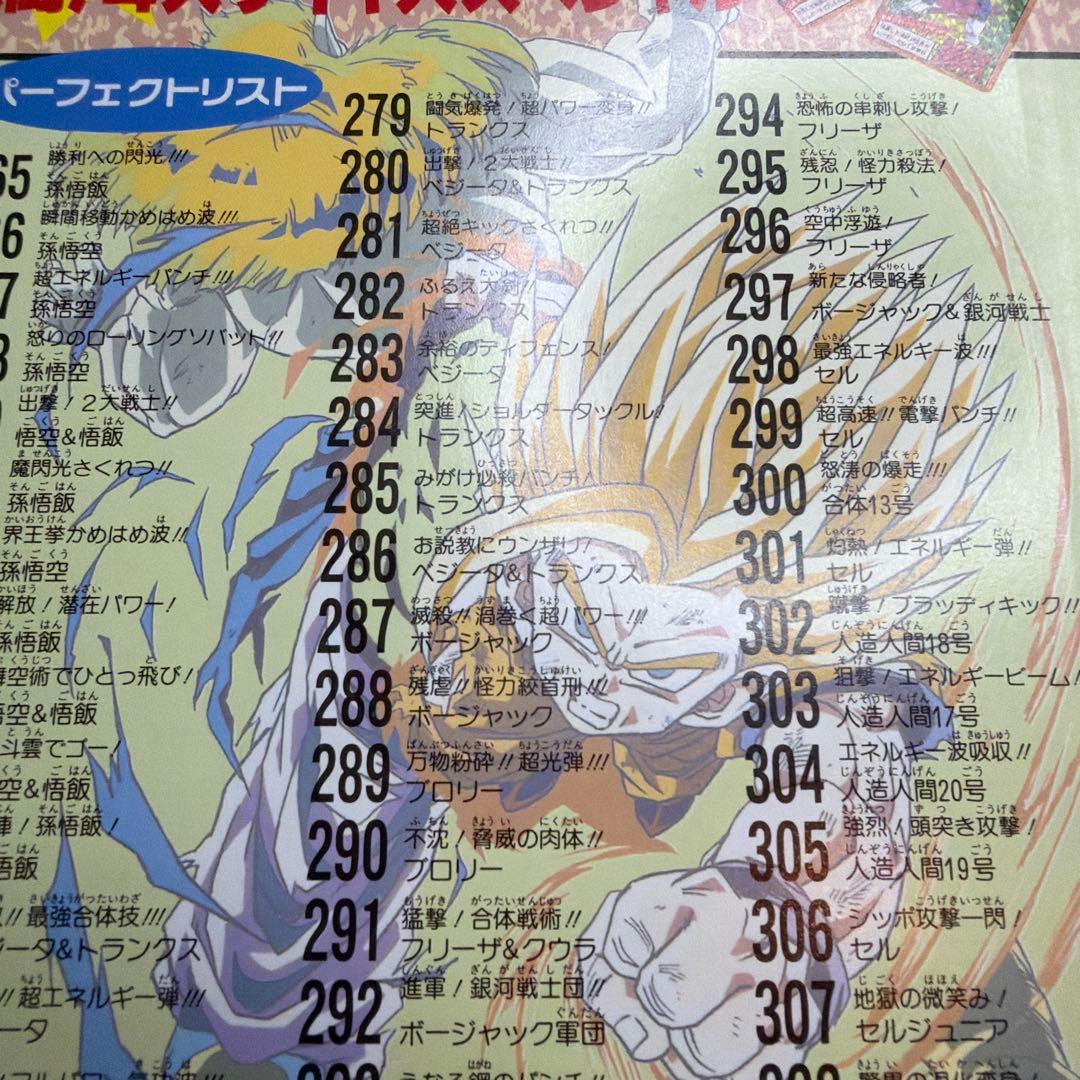 パーフェクトリスト
65 勝利への閃光!!!
孫悟飯
瞬間移動かめはめ波!!!
孫悟空
超エネルギーパンチ!!!
孫悟空
怒りのローリングソバット!!
孫悟空
出撃!2大戦士!!
悟空&悟飯
魔閃光さくれつ!!
孫悟飯
界王拳かめはめ波!!
孫悟空
解放!潜在パワー!
孫悟飯
舞空術でひとっ飛び!
悟空&悟飯
斗雲でゴー!
空&悟飯
!孫悟飯!
悟飯
!!最強合体技!!!
ジータ&トランクス
!!超エネルギー弾!!!
ータ
279 闘気爆発!超パワー変身!!
トランクス
280 出撃!2大戦士!!
ベジータ&トランクス
281 超絶キックさくれつ!!
ベジータ
282 ふるえ大剣!!
トランクス
283 余裕のディフェンス!
ベジータ
284 突進!ショルダータックル!
トランクス
285 みがけ必殺パンチ!
トランクス
286 お説教にウンザリ!
ベジータ&トランクス
287 滅殺!!渦巻く超パワー!!!
ボージャック
288 残虐!!怪力絞首刑!!!
ボージャック
289 万物粉砕!!超光弾!!!
ブロリー
290 不沈!脅威の肉体!!
ブロリー
291 猛撃!合体戦術!!
フリーザ&クウラ
292 進軍!銀河戦士団!!
ボージャック軍団
うなる鋼のパンチ!
294 恐怖の串刺し攻撃!
フリーザ
295 残忍!怪力殺法!
フリーザ
296 空中浮遊!
フリーザ
297 新たな侵略者!
ボージャック&銀河戦士
298 最強エネルギー波!!!
セル
299 超高速!!電撃パンチ!!
セル
300 怒涛の爆走!!!
合体13号
301 灼熱!エネルギー弾!!
セル
302 蹴撃!ブラッディキック!!
人造人間18号
303 狙撃!エネルギービーム!
人造人間17号
304 エネルギー波吸収!!
人造人間20号
305 強烈!頭突き攻撃!
人造人間19号
306 シッポ攻撃一閃!
セル
307 地獄の微笑み!
セルジュニア